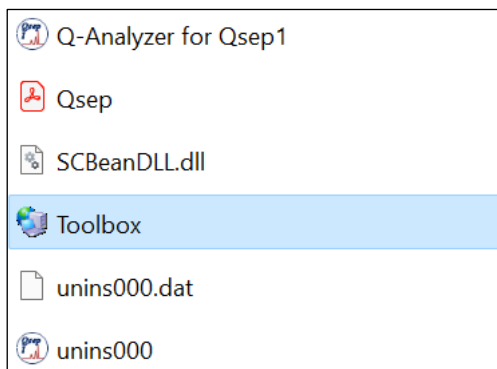 Q-Analyzer for Qsep1
Qsep
SCBeanDLL.dll
Toolbox
unins000.dat
unins000